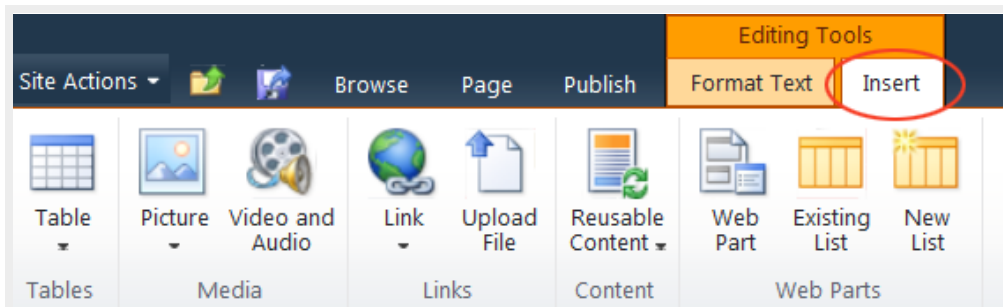 Editing Tools
Site Actions Browse Page Publish Format Text Insert
Table Picture Video and Link Upload Reusable Web Existing New
Audio File Content Part List List
Tables Media Links Content Web Parts